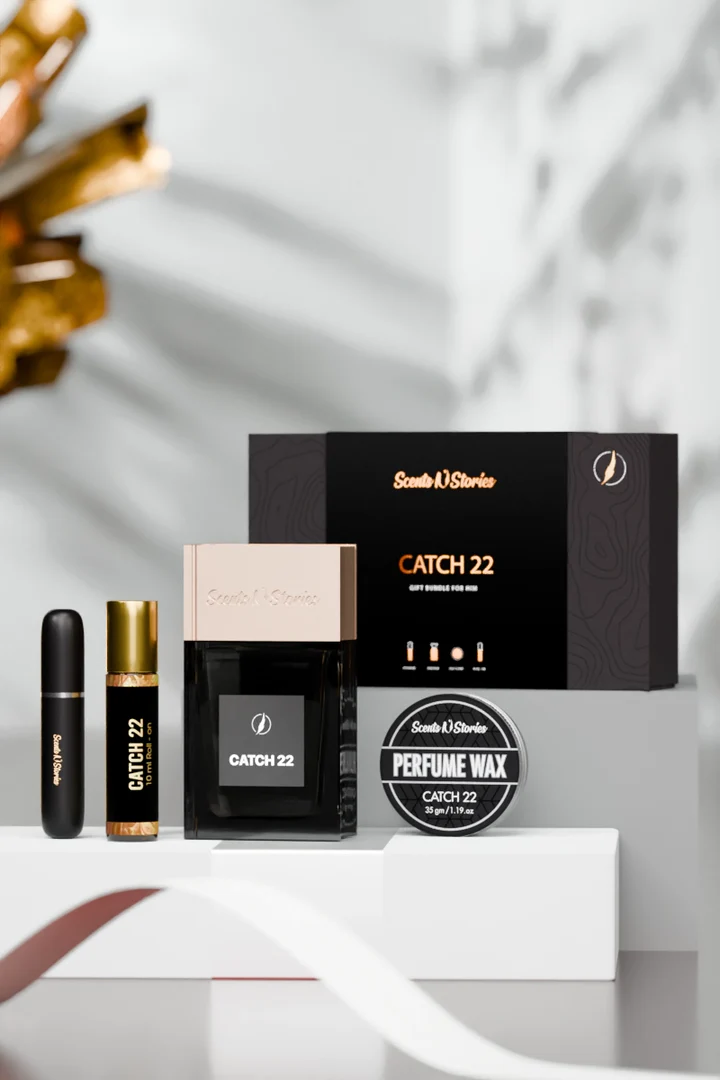 Scents N Stories
CATCH 22
GIFT BUNDLE FOR HIM
Scents N Stories
Scents N Stories
CATCH 22
10 ml Roll - on
CATCH 22
Scents N Stories
PERFUME WAX
CATCH 22
35 gm / 1.19.oz